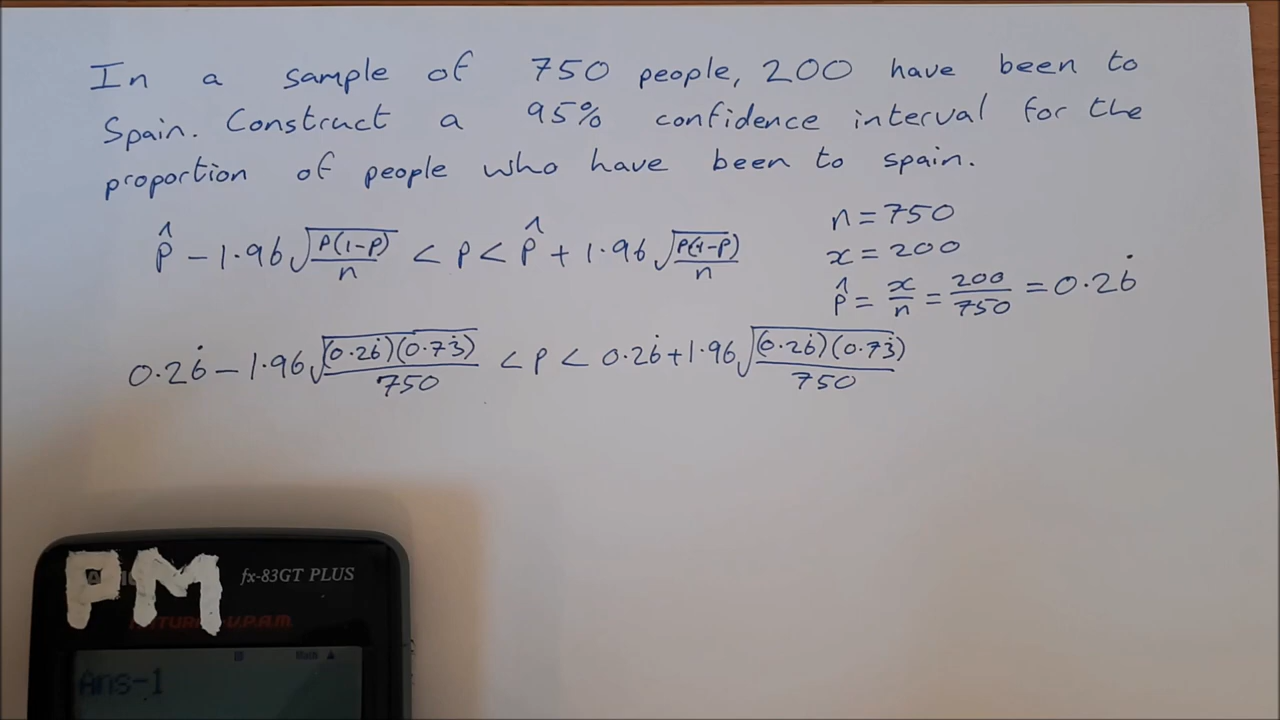 In a sample of 750 people, 200 have been to
Spain. Construct a 95% confidence interval for the
proportion of people who have been to spain.
p̂ − 1.96√(p(1-p)/n) < p < p̂ + 1.96√(p(1-p)/n)
n = 750
x = 200
p̂ = x/n = 200/750 = 0.26̇
0.26̇ − 1.96√((0.26̇)(0.73̇)/750) < p < 0.26̇ + 1.96√((0.26̇)(0.73̇)/750)
PM
fx-83GT PLUS
Ans-1